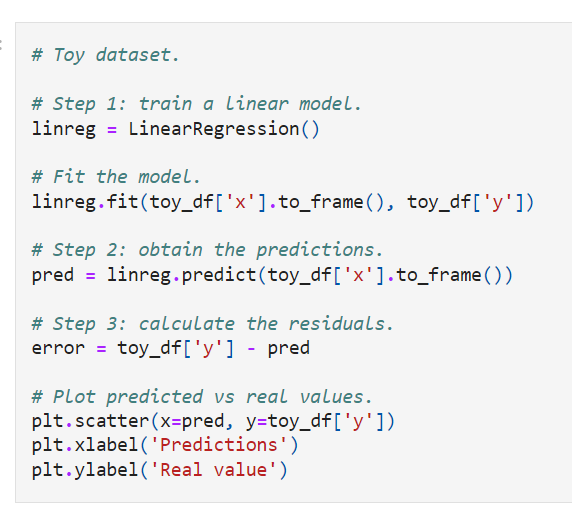 # Toy dataset.
# Step 1: train a linear model.
linreg = LinearRegression()
# Fit the model.
linreg.fit(toy_df['x'].to_frame(), toy_df['y'])
# Step 2: obtain the predictions.
pred = linreg.predict(toy_df['x'].to_frame())
# Step 3: calculate the residuals.
error = toy_df['y'] - pred
# Plot predicted vs real values.
plt.scatter(x=pred, y=toy_df['y'])
plt.xlabel('Predictions')
plt.ylabel('Real value')